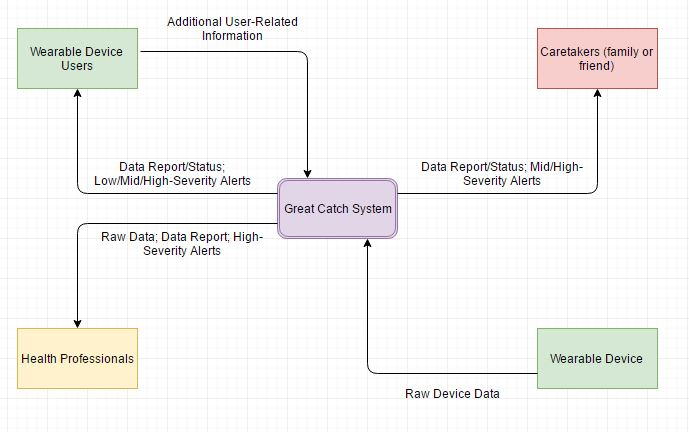 Additional User-Related
Information
Wearable Device
Users
Caretakers (family or
friend)
Data Report/Status;
Low/Mid/High-Severity Alerts
Data Report/Status; Mid/High-
Severity Alerts
Great Catch System
Raw Data; Data Report; High-
Severity Alerts
Health Professionals
Wearable Device
Raw Device Data